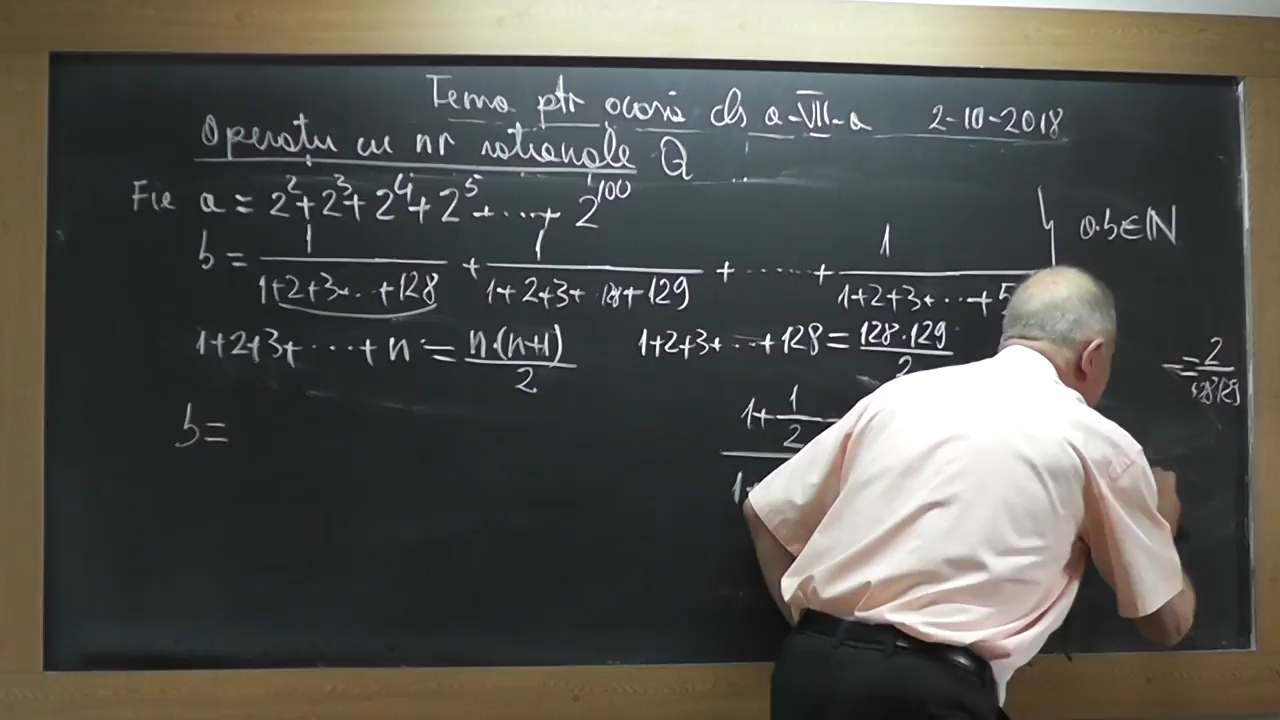 Tema ptr acasă cls a-VII-a 2-10-2018
Operații cu nr raționale Q
Fie a = 2² + 2³ + 2⁴ + 2⁵ + ... + 2¹⁰⁰
b = 1/(1+2+3+...+128) + 1/(1+2+3+...128+129) + ...... + 1/(1+2+3+...+5 a·b∈ℕ
1+2+3+...+n = n·(n+1)/2 1+2+3+...+128 = 128·129/2 = 2/128·129
b= 1+1/2
1+